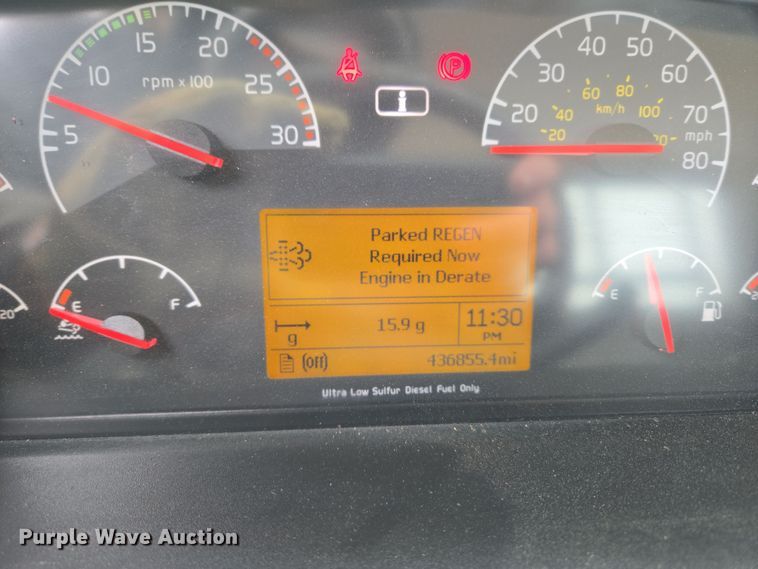 5 10 15 20 25 30
rpm x 100
P
i
20 30 40 50 60 70 80
20 40 60 80 100
km/h
mph
Parked REGEN
Required Now
Engine in Derate
E F
E F
g 15.9 g 11:30
PM
(Off) 436855.4mi
Ultra Low Sulfur Diesel Fuel Only
Purple Wave Auction